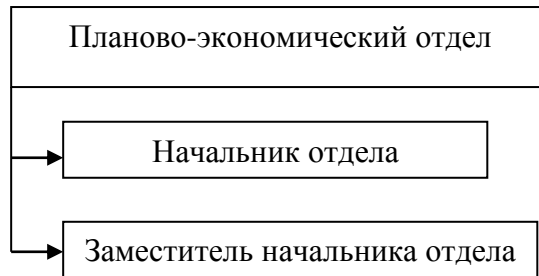 Планово-экономический отдел
Начальник отдела
Заместитель начальника отдела